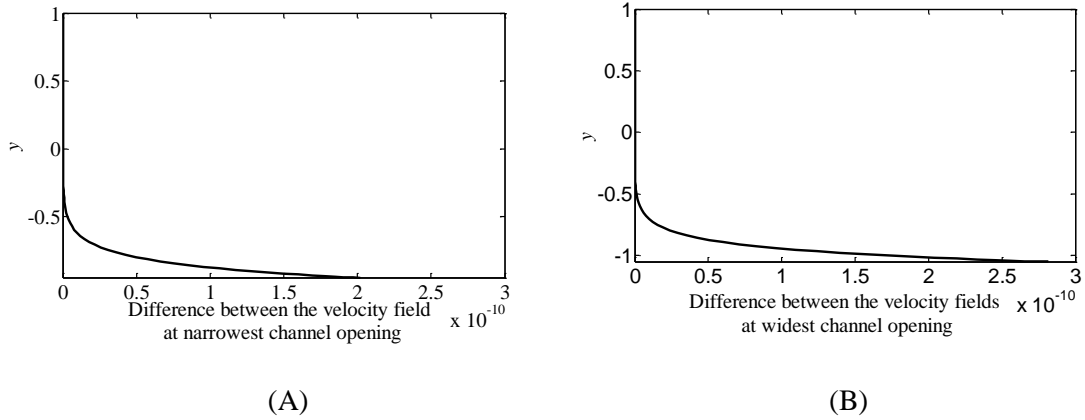 1
0.5
0
-0.5
y
0 0.5 1 1.5 2 2.5 3
x 10^-10
Difference between the velocity field
at narrowest channel opening
(A)
1
0.5
0
-0.5
-1
y
0 0.5 1 1.5 2 2.5 3
x 10^-10
Difference between the velocity fields
at widest channel opening
(B)